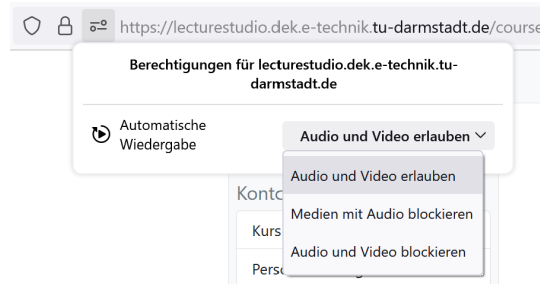 https://lecturestudio.dek.e-technik.tu-darmstadt.de/course
Berechtigungen für lecturestudio.dek.e-technik.tu-
darmstadt.de
Automatische
Wiedergabe
Audio und Video erlauben
Audio und Video erlauben
Medien mit Audio blockieren
Audio und Video blockieren
Kurs